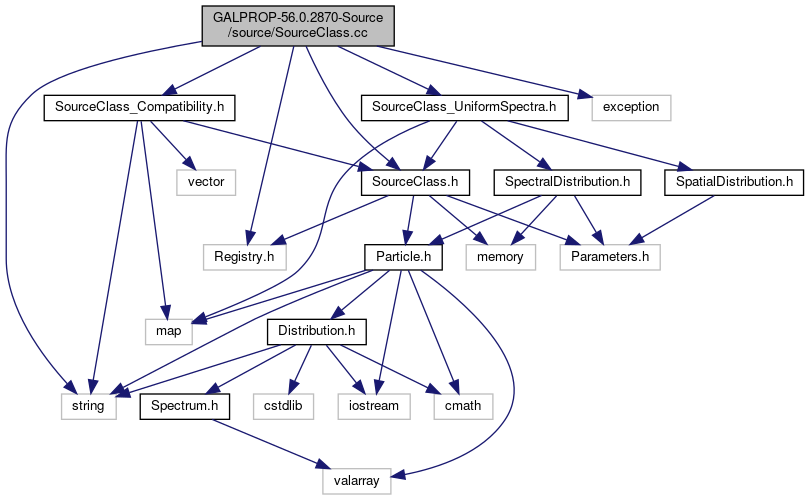 GALPROP-56.0.2870-Source
/source/SourceClass.cc
SourceClass_Compatibility.h
SourceClass_UniformSpectra.h
exception
vector
SourceClass.h
SpectralDistribution.h
SpatialDistribution.h
Registry.h
Particle.h
memory
Parameters.h
map
Distribution.h
string
Spectrum.h
cstdlib
iostream
cmath
valarray